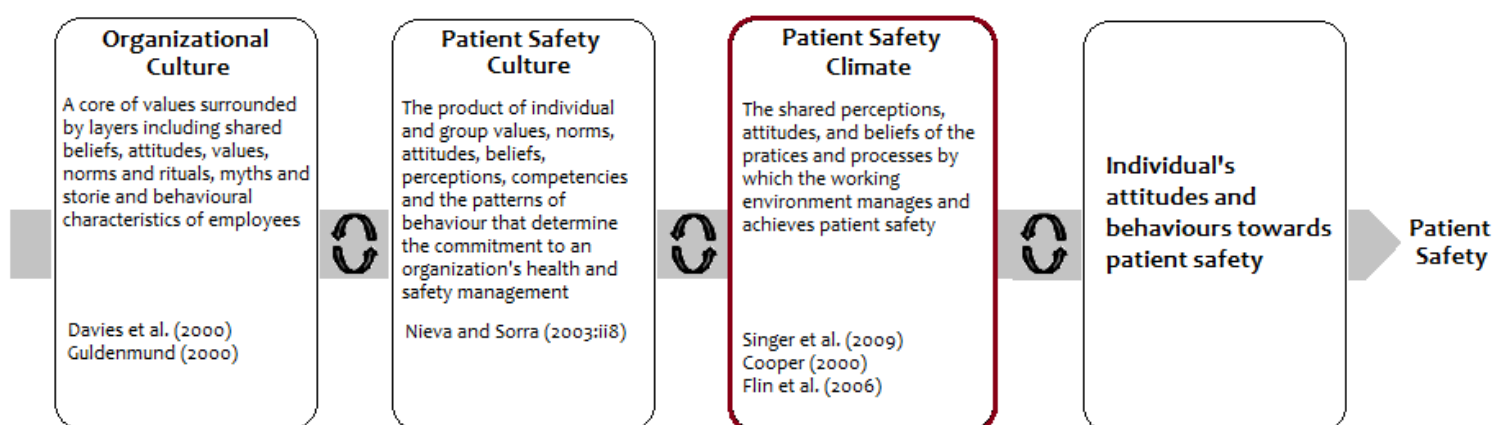 Organizational
Culture
A core of values surrounded
by layers including shared
beliefs, attitudes, values,
norms and rituals, myths and
storie and behavioural
characteristics of employees
Davies et al. (2000)
Guldenmund (2000)
Patient Safety
Culture
The product of individual
and group values, norms,
attitudes, beliefs,
perceptions, competencies
and the patterns of
behaviour that determine
the commitment to an
organization's health and
safety management
Nieva and Sorra (2003:ii8)
Patient Safety
Climate
The shared perceptions,
attitudes, and beliefs of the
pratices and processes by
which the working
environment manages and
achieves patient safety
Singer et al. (2009)
Cooper (2000)
Flin et al. (2006)
Individual's
attitudes and
behaviours towards
patient safety
Patient
Safety